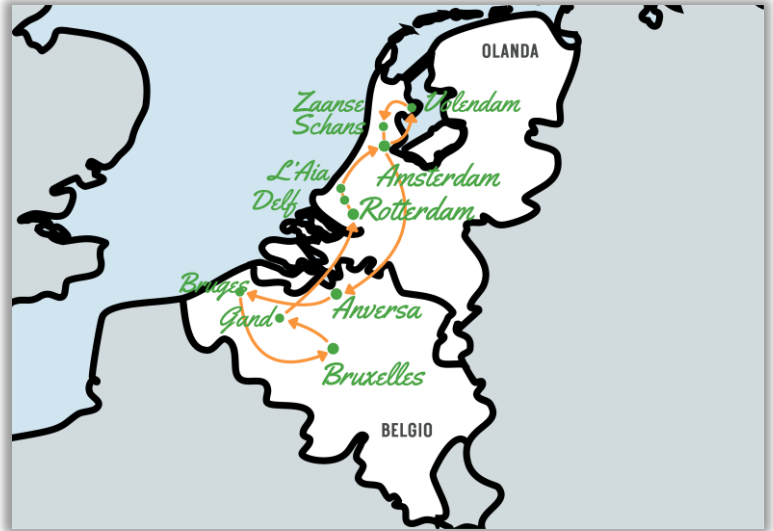 OLANDA
Zaanse
Schans
Volendam
L'Aia
Amsterdam
Delf
Rotterdam
Bruges
Anversa
Gand
Bruxelles
BELGIO